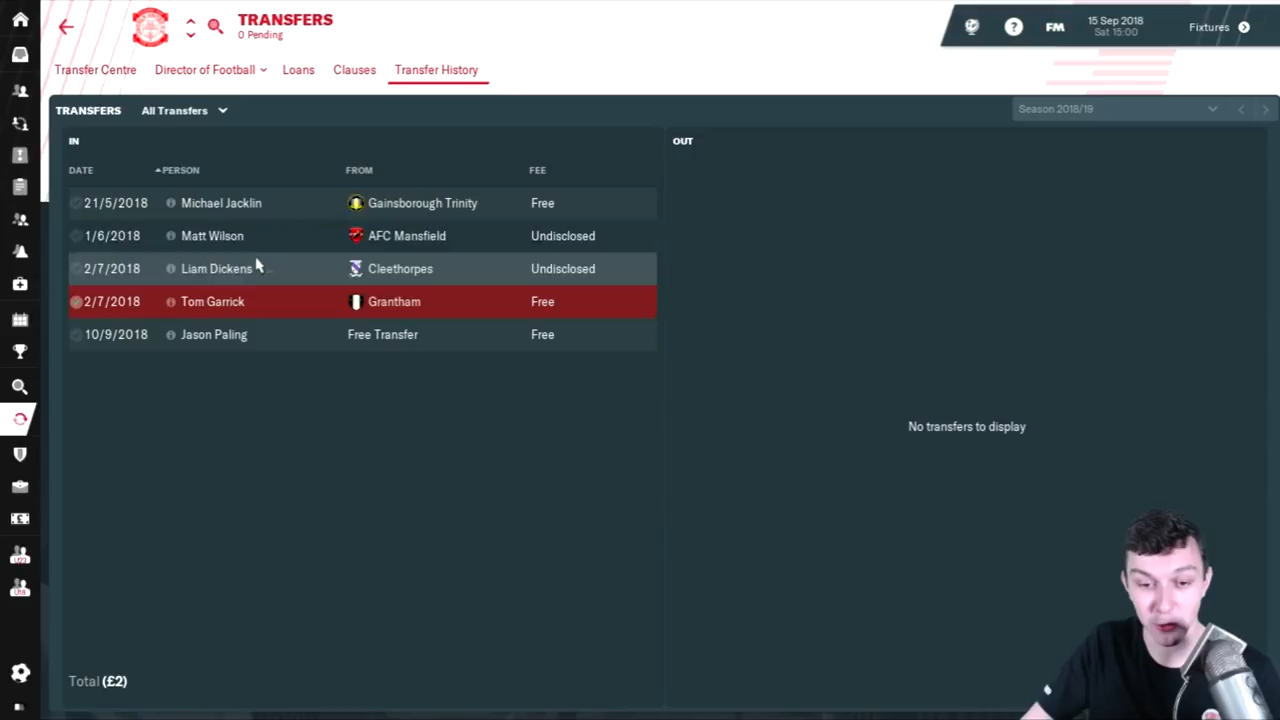 TRANSFERS
0 Pending
15 Sep 2018
Sat 15:00
FM
Fixtures
Transfer Centre Director of Football Loans Clauses Transfer History
TRANSFERS All Transfers Season 2018/19
IN
DATE PERSON FROM FEE
21/5/2018 Michael Jacklin Gainsborough Trinity Free
1/6/2018 Matt Wilson AFC Mansfield Undisclosed
2/7/2018 Liam Dickens Cleethorpes Undisclosed
2/7/2018 Tom Garrick Grantham Free
10/9/2018 Jason Paling Free Transfer Free
Total (£2)
OUT
No transfers to display
U23
U18